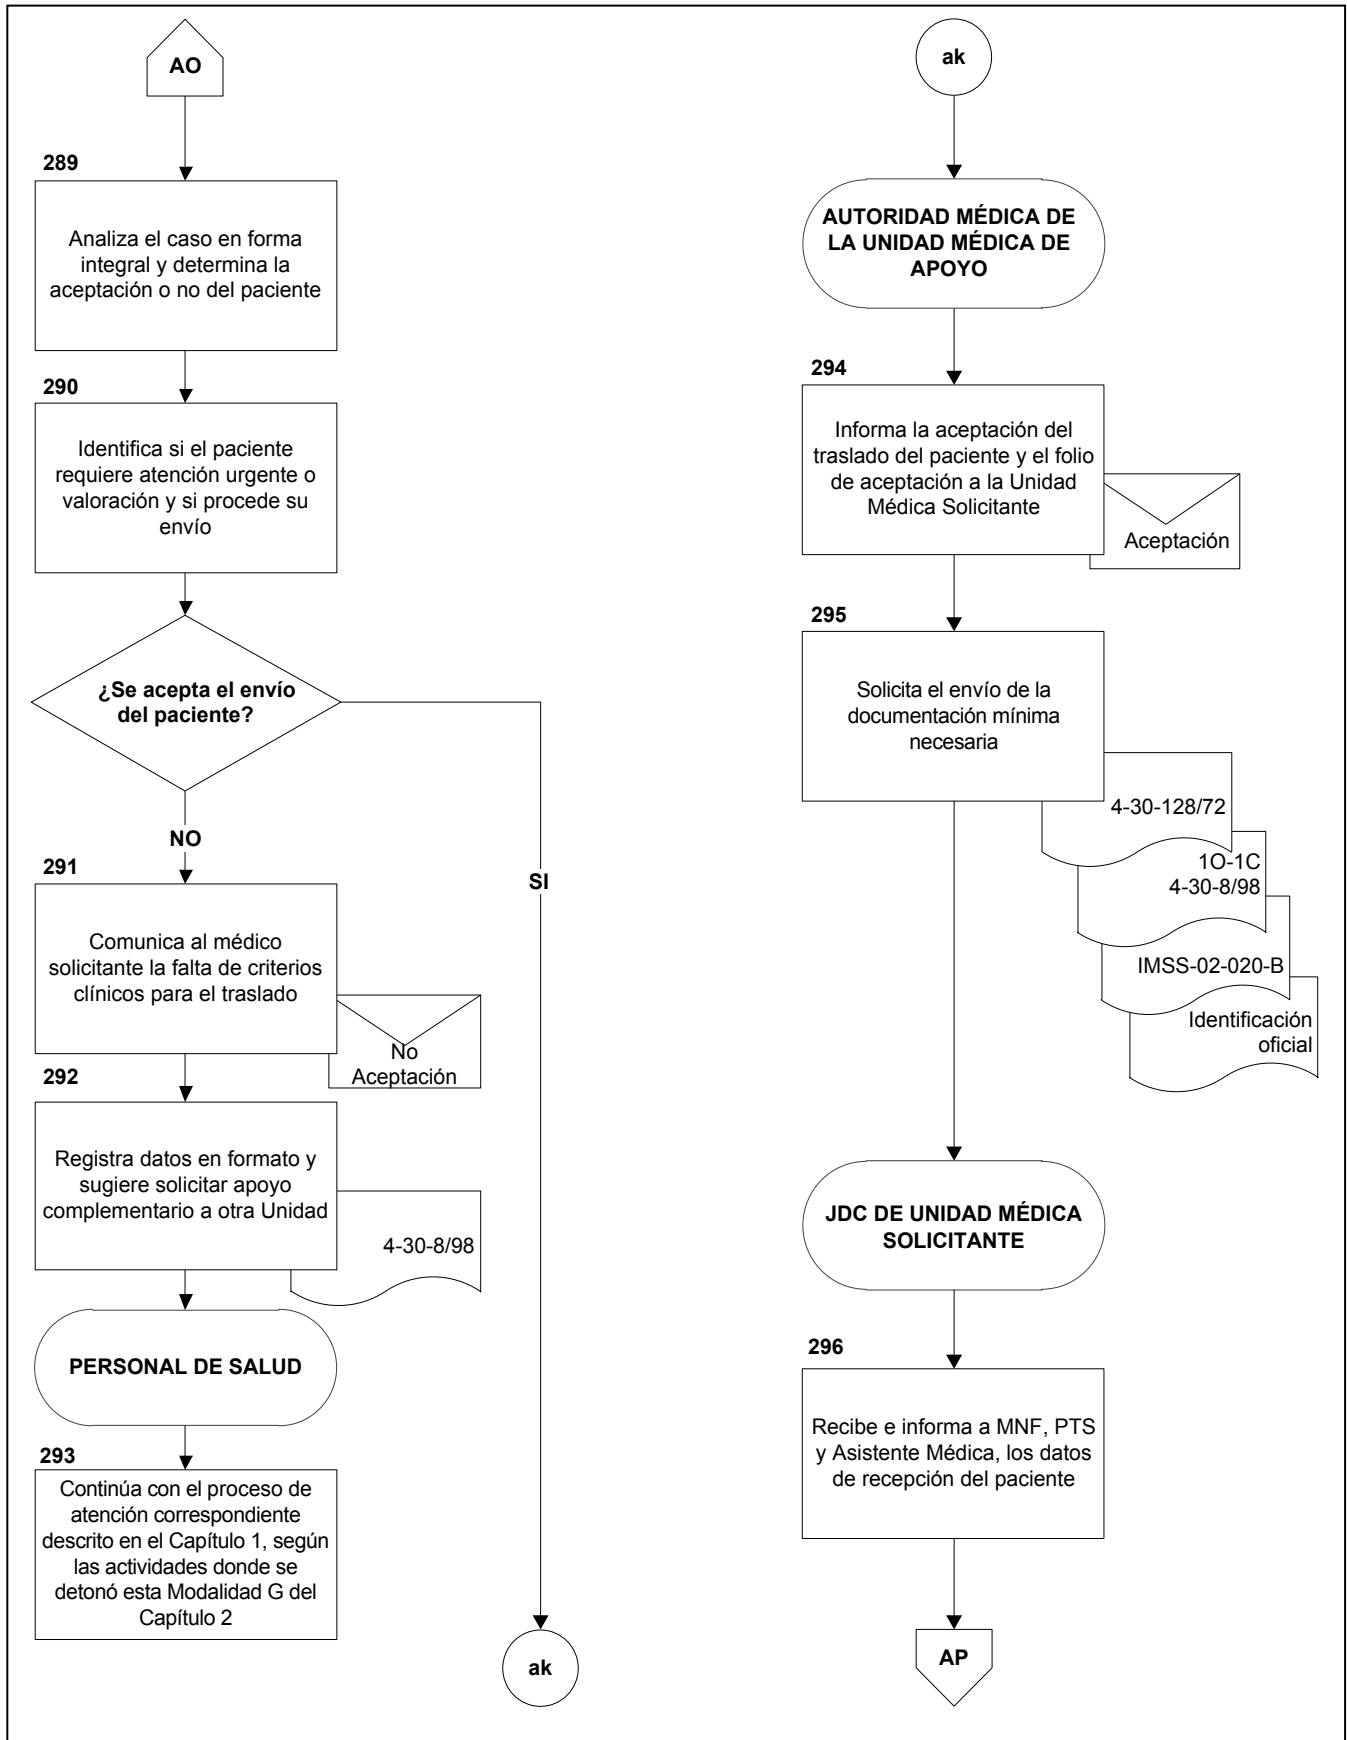 AO
289
Analiza el caso en forma
integral y determina la
aceptación o no del paciente
290
Identifica si el paciente
requiere atención urgente o
valoración y si procede su
envío
¿Se acepta el envío
del paciente?
NO
SI
291
Comunica al médico
solicitante la falta de criterios
clínicos para el traslado
No
Aceptación
292
Registra datos en formato y
sugiere solicitar apoyo
complementario a otra Unidad
4-30-8/98
PERSONAL DE SALUD
293
Continúa con el proceso de
atención correspondiente
descrito en el Capítulo 1, según
las actividades donde se
detonó esta Modalidad G del
Capítulo 2
ak
ak
AUTORIDAD MÉDICA DE
LA UNIDAD MÉDICA DE
APOYO
294
Informa la aceptación del
traslado del paciente y el folio
de aceptación a la Unidad
Médica Solicitante
Aceptación
295
Solicita el envío de la
documentación mínima
necesaria
4-30-128/72
1O-1C
4-30-8/98
IMSS-02-020-B
Identificación
oficial
JDC DE UNIDAD MÉDICA
SOLICITANTE
296
Recibe e informa a MNF, PTS
y Asistente Médica, los datos
de recepción del paciente
AP